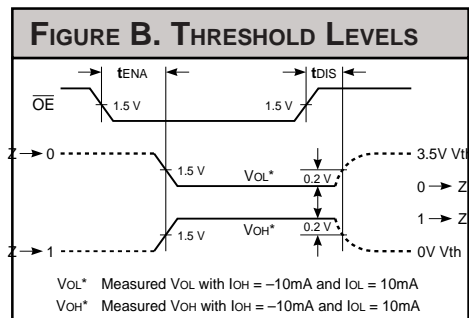 FIGURE B. THRESHOLD LEVELS
tENA tDIS
OE 1.5 V 1.5 V
Z → 0 3.5V Vth
1.5 V VOL* 0.2 V
0 → Z
1 → Z
1.5 V VOH* 0.2 V
Z → 1 0V Vth
VOL* Measured VOL with IOH = –10mA and IOL = 10mA
VOH* Measured VOH with IOH = –10mA and IOL = 10mA